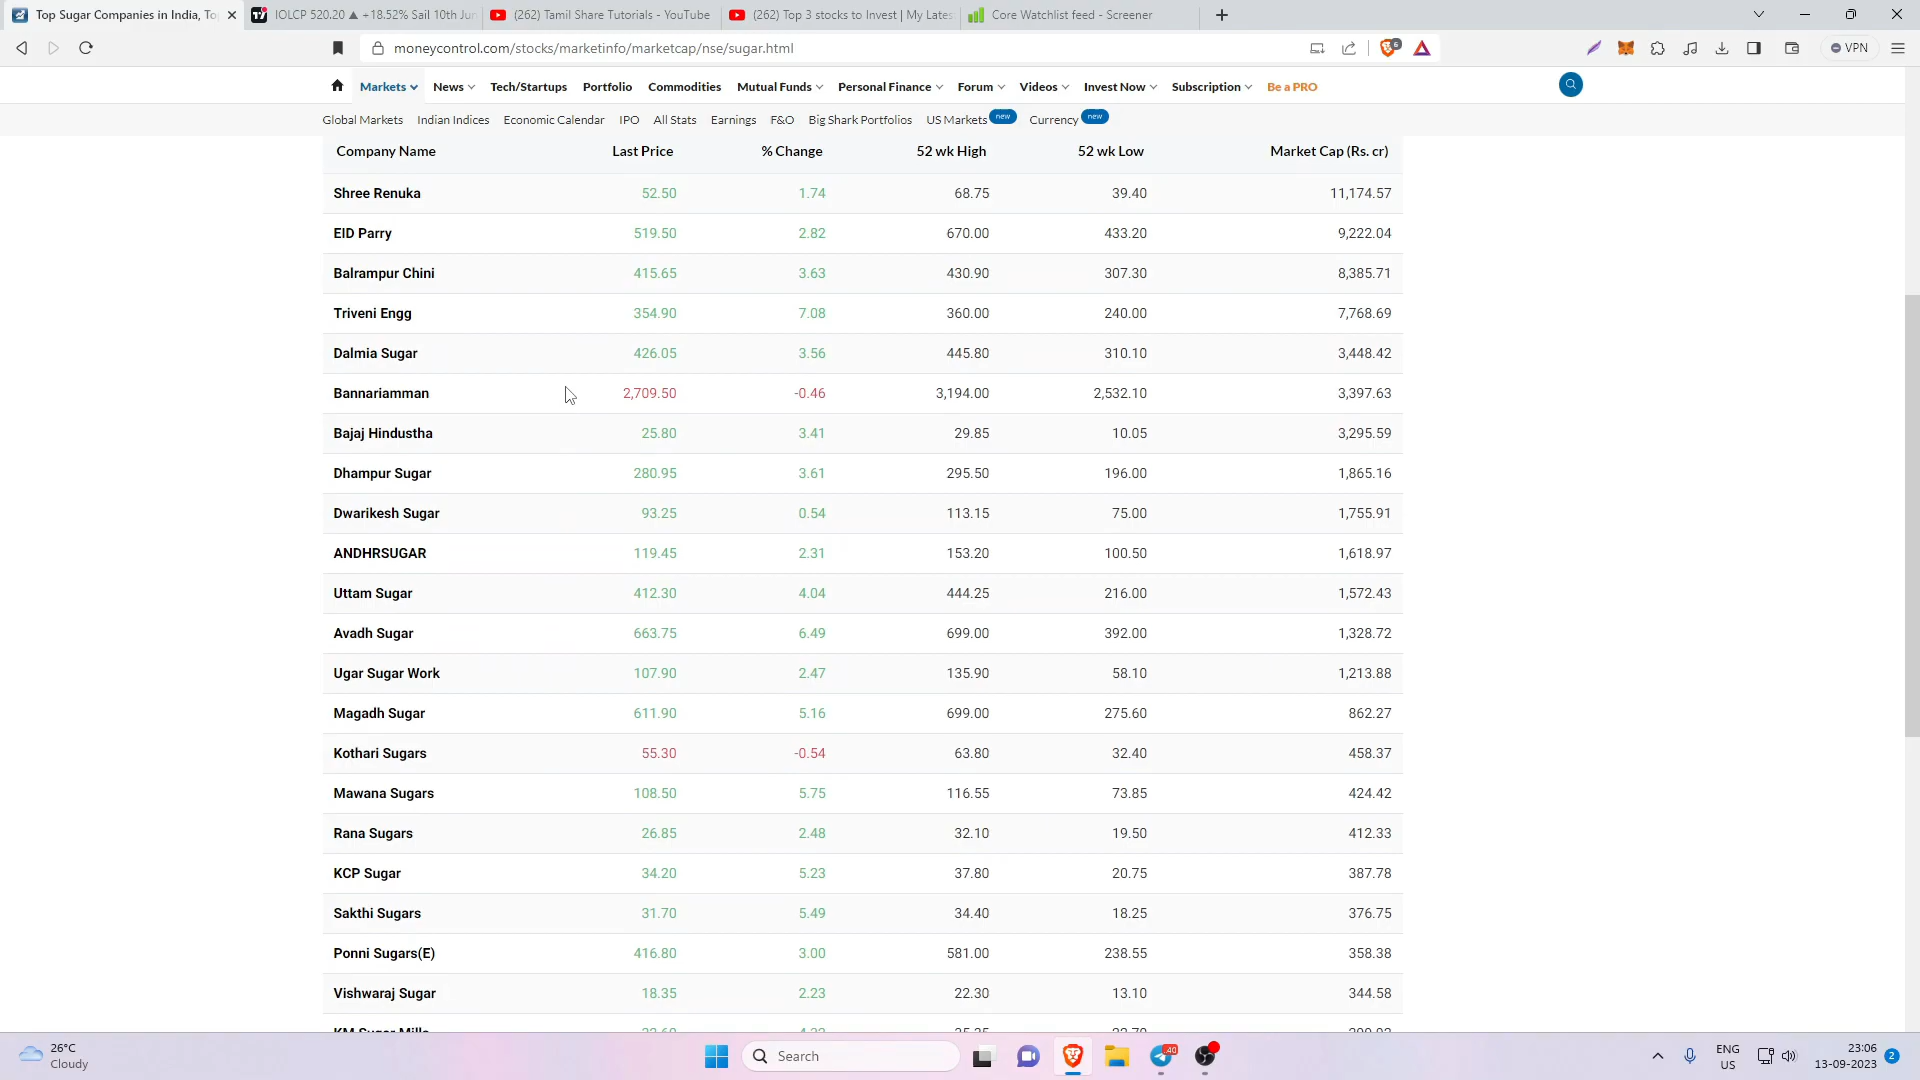 Top Sugar Companies in India, To
IOLCP 520.20 ▲ +18.52% Sail 10th Jun
(262) Tamil Share Tutorials - YouTube
(262) Top 3 stocks to Invest | My Lates
Core Watchlist feed - Screener
moneycontrol.com/stocks/marketinfo/marketcap/nse/sugar.html
6
VPN
Markets News Tech/Startups Portfolio Commodities Mutual Funds Personal Finance Forum Videos Invest Now Subscription Be a PRO
Global Markets Indian Indices Economic Calendar IPO All Stats Earnings F&O Big Shark Portfolios US Markets new Currency new
Company Name Last Price % Change 52 wk High 52 wk Low Market Cap (Rs. cr)
Shree Renuka 52.50 1.74 68.75 39.40 11,174.57
EID Parry 519.50 2.82 670.00 433.20 9,222.04
Balrampur Chini 415.65 3.63 430.90 307.30 8,385.71
Triveni Engg 354.90 7.08 360.00 240.00 7,768.69
Dalmia Sugar 426.05 3.56 445.80 310.10 3,448.42
Bannariamman 2,709.50 -0.46 3,194.00 2,532.10 3,397.63
Bajaj Hindustha 25.80 3.41 29.85 10.05 3,295.59
Dhampur Sugar 280.95 3.61 295.50 196.00 1,865.16
Dwarikesh Sugar 93.25 0.54 113.15 75.00 1,755.91
ANDHRSUGAR 119.45 2.31 153.20 100.50 1,618.97
Uttam Sugar 412.30 4.04 444.25 216.00 1,572.43
Avadh Sugar 663.75 6.49 699.00 392.00 1,328.72
Ugar Sugar Work 107.90 2.47 135.90 58.10 1,213.88
Magadh Sugar 611.90 5.16 699.00 275.60 862.27
Kothari Sugars 55.30 -0.54 63.80 32.40 458.37
Mawana Sugars 108.50 5.75 116.55 73.85 424.42
Rana Sugars 26.85 2.48 32.10 19.50 412.33
KCP Sugar 34.20 5.23 37.80 20.75 387.78
Sakthi Sugars 31.70 5.49 34.40 18.25 376.75
Ponni Sugars(E) 416.80 3.00 581.00 238.55 358.38
Vishwaraj Sugar 18.35 2.23 22.30 13.10 344.58
KM Sugar Mills
26°C
Cloudy
Search
40
ENG
US
23:06
13-09-2023
2